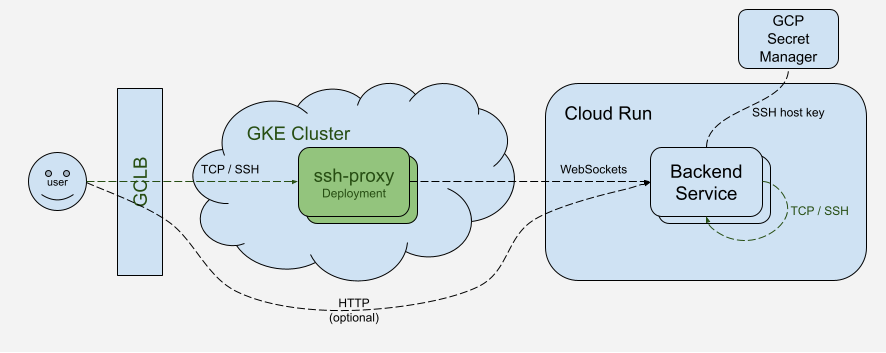 GCP
Secret
Manager
Cloud Run
SSH host key
GKE Cluster
GCLB
TCP / SSH
WebSockets
user
ssh-proxy
Deployment
Backend
Service
TCP / SSH
HTTP
(optional)